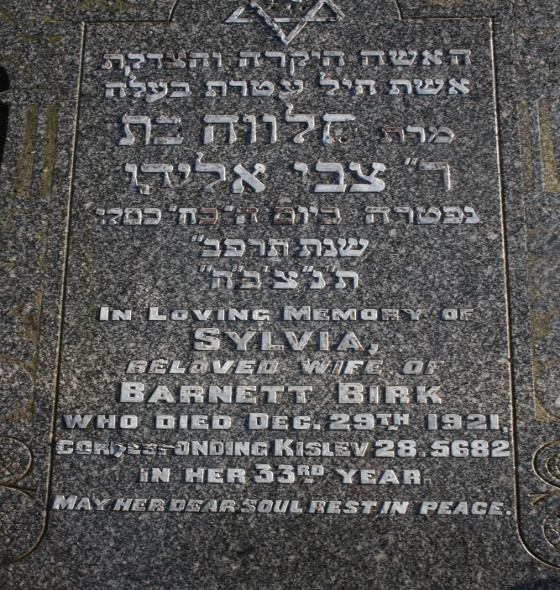 האשה היקרה והצדקת
אשת חיל עטרת בעלה
מרת חלווה בת
ר' צבי אליהו
נפטרה ביום ה' כח' כסלו
שנת תרפב"
ת"נ"צ"ב"ה"
IN LOVING MEMORY OF
SYLVIA,
BELOVED WIFE OF
BARNETT BIRK
WHO DIED DEC. 29TH 1921.
CORRESPONDING KISLEV 28. 5682
IN HER 33RD YEAR.
MAY HER DEAR SOUL REST IN PEACE.